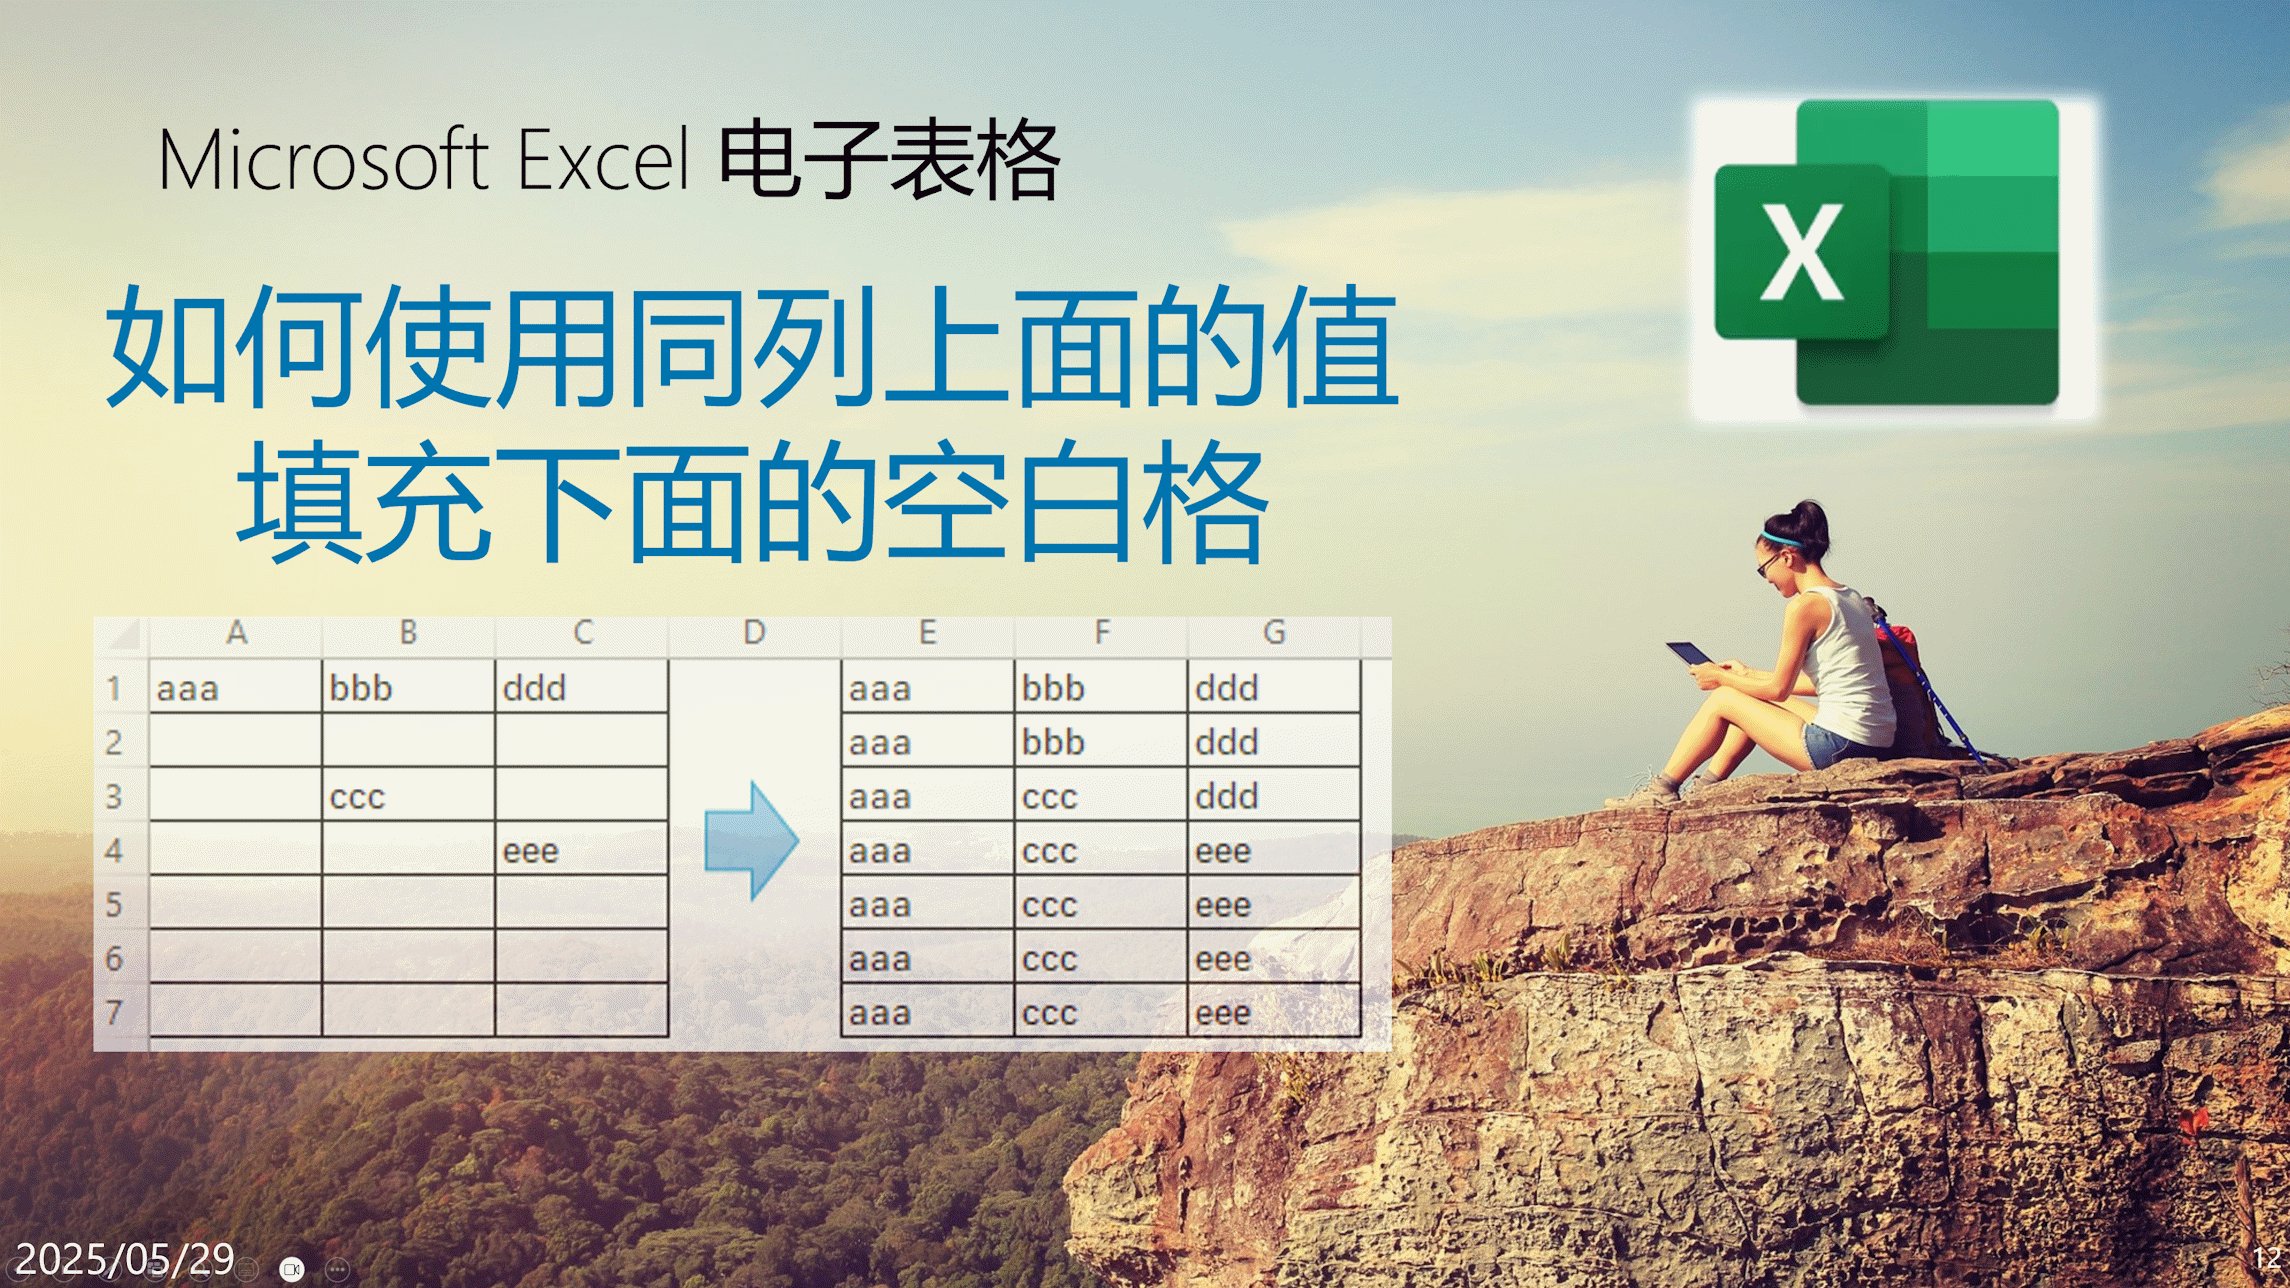 Microsoft Excel 电子表格
X
如何使用同列上面的值
填充下面的空白格
A B C D E F G
1 aaa bbb ddd aaa bbb ddd
2 aaa bbb ddd
3 ccc aaa ccc ddd
4 eee aaa ccc eee
5 aaa ccc eee
6 aaa ccc eee
7 aaa ccc eee
2025/05/29
12